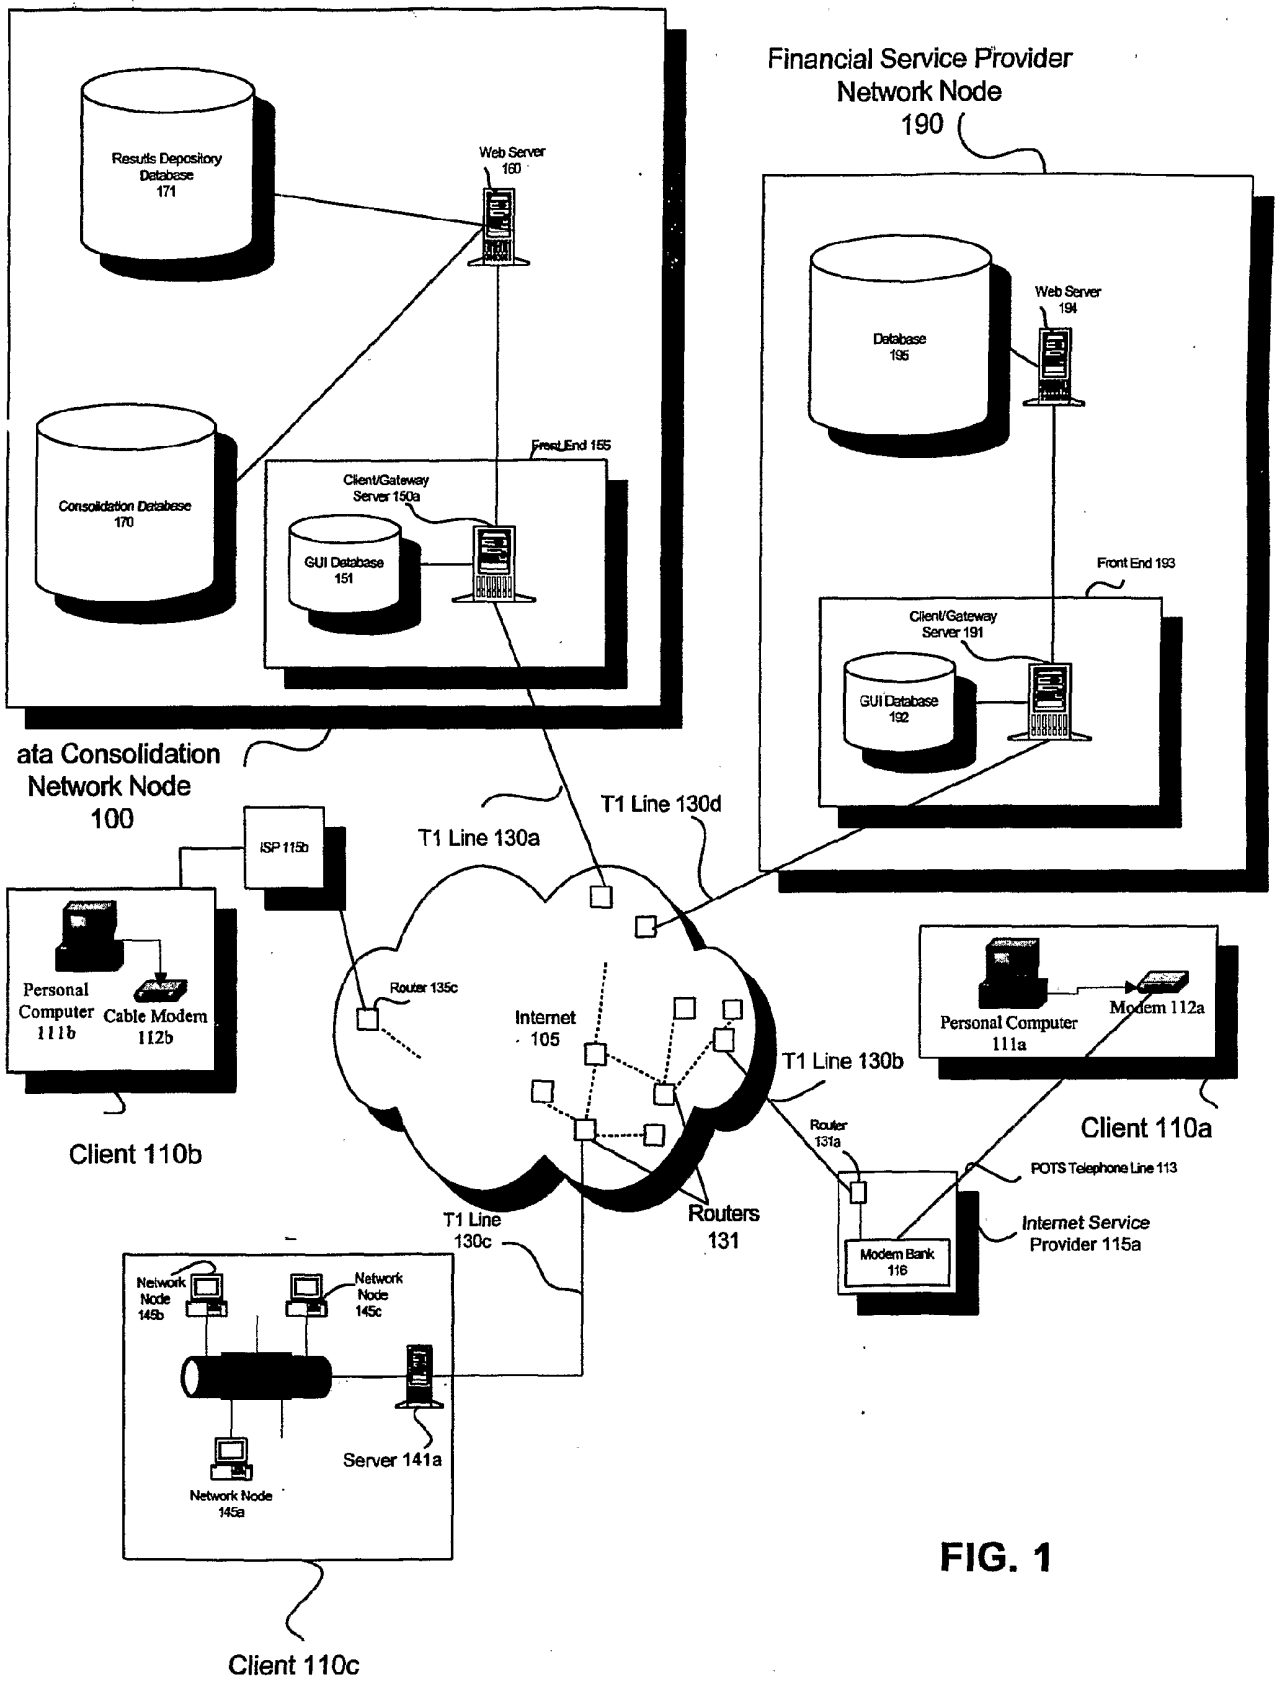 Financial Service Provider
Network Node
190
Results Depository
Database
171
Web Server
160
Database
195
Web Server
194
Consolidation Database
170
Front End 155
Client/Gateway
Server 150a
GUI Database
151
Front End 193
Client/Gateway
Server 191
GUI Database
192
ata Consolidation
Network Node
100
T1 Line 130a
T1 Line 130d
ISP 115b
Personal
Computer
111b
Cable Modem
112b
Client 110b
Router 135c
Internet
105
Personal Computer
111a
Modem 112a
Client 110a
T1 Line 130b
Router
131a
POTS Telephone Line 113
Internet Service
Provider 115a
Modem Bank
116
Routers
131
T1 Line
130c
Network
Node
145b
Network
Node
145c
Server 141a
Network Node
145a
Client 110c
FIG. 1